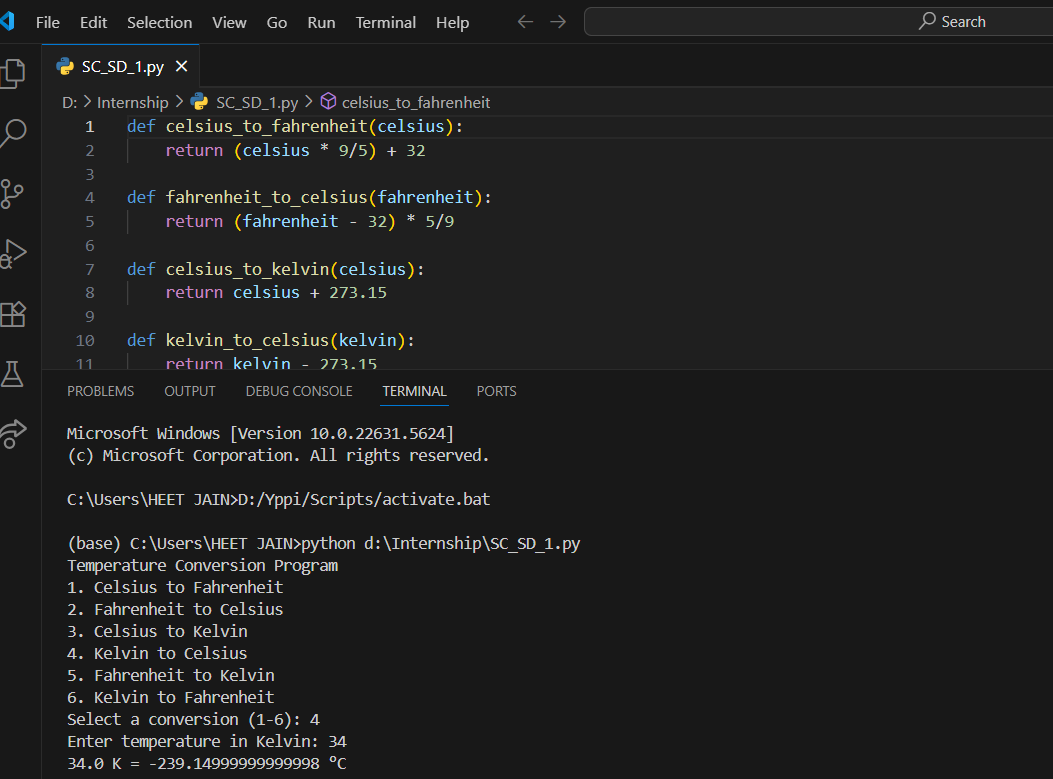 File Edit Selection View Go Run Terminal Help Search
SC_SD_1.py
D: > Internship > SC_SD_1.py > celsius_to_fahrenheit
1 def celsius_to_fahrenheit(celsius):
2 return (celsius * 9/5) + 32
3
4 def fahrenheit_to_celsius(fahrenheit):
5 return (fahrenheit - 32) * 5/9
6
7 def celsius_to_kelvin(celsius):
8 return celsius + 273.15
9
10 def kelvin_to_celsius(kelvin):
11 return kelvin - 273.15
PROBLEMS OUTPUT DEBUG CONSOLE TERMINAL PORTS
Microsoft Windows [Version 10.0.22631.5624]
(c) Microsoft Corporation. All rights reserved.
C:\Users\HEET JAIN>D:/Yppi/Scripts/activate.bat
(base) C:\Users\HEET JAIN>python d:\Internship\SC_SD_1.py
Temperature Conversion Program
1. Celsius to Fahrenheit
2. Fahrenheit to Celsius
3. Celsius to Kelvin
4. Kelvin to Celsius
5. Fahrenheit to Kelvin
6. Kelvin to Fahrenheit
Select a conversion (1-6): 4
Enter temperature in Kelvin: 34
34.0 K = -239.14999999999998 °C